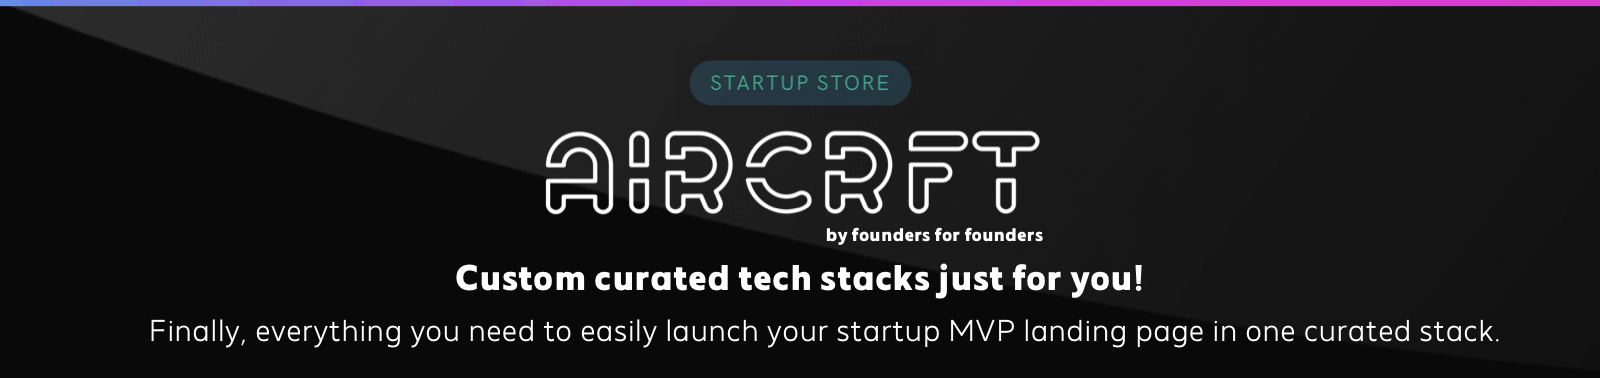 STARTUP STORE
AIRCRFT
by founders for founders
Custom curated tech stacks just for you!
Finally, everything you need to easily launch your startup MVP landing page in one curated stack.